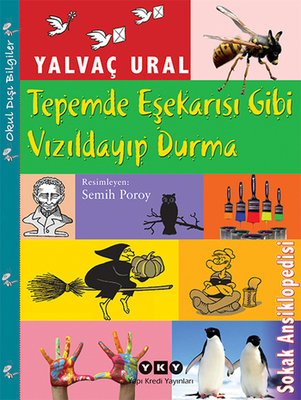 Okul Dışı Bilgiler
YALVAÇ URAL
Tepemde Eşekarısı Gibi
Vızıldayıp Durma
Resimleyen:
Semih Poroy
Sokak Ansiklopedisi
YKY
Yapı Kredi Yayınları